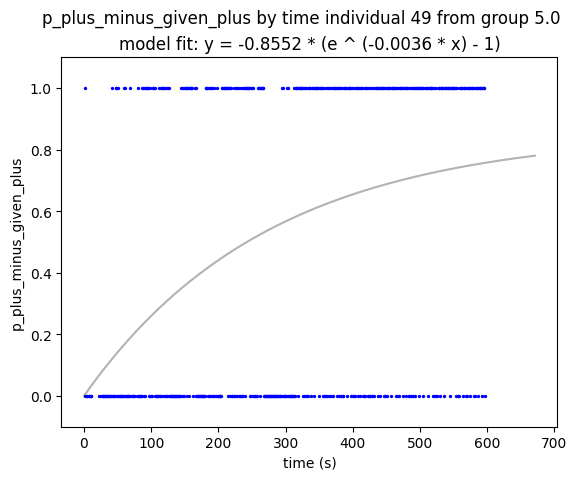 p_plus_minus_given_plus by time individual 49 from group 5.0
model fit: y = -0.8552 * (e ^ (-0.0036 * x) - 1)
1.0
0.8
0.6
0.4
0.2
0.0
p_plus_minus_given_plus
0 100 200 300 400 500 600 700
time (s)